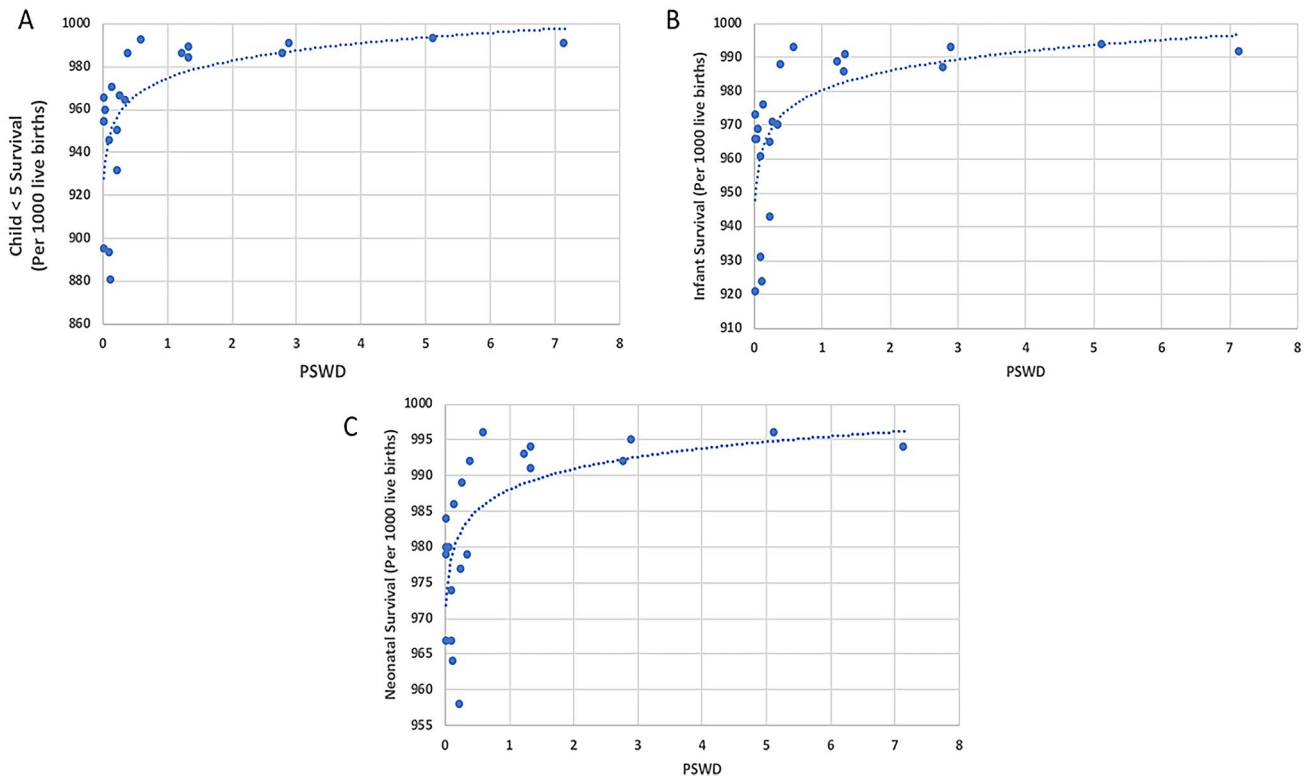 A
Child < 5 Survival
(Per 1000 live births)
1000
980
960
940
920
900
880
860
0 1 2 3 4 5 6 7 8
PSWD
B
Infant Survival (Per 1000 live births)
1000
990
980
970
960
950
940
930
920
910
0 1 2 3 4 5 6 7 8
PSWD
C
Neonatal Survival (Per 1000 live births)
1000
995
990
985
980
975
970
965
960
955
0 1 2 3 4 5 6 7 8
PSWD